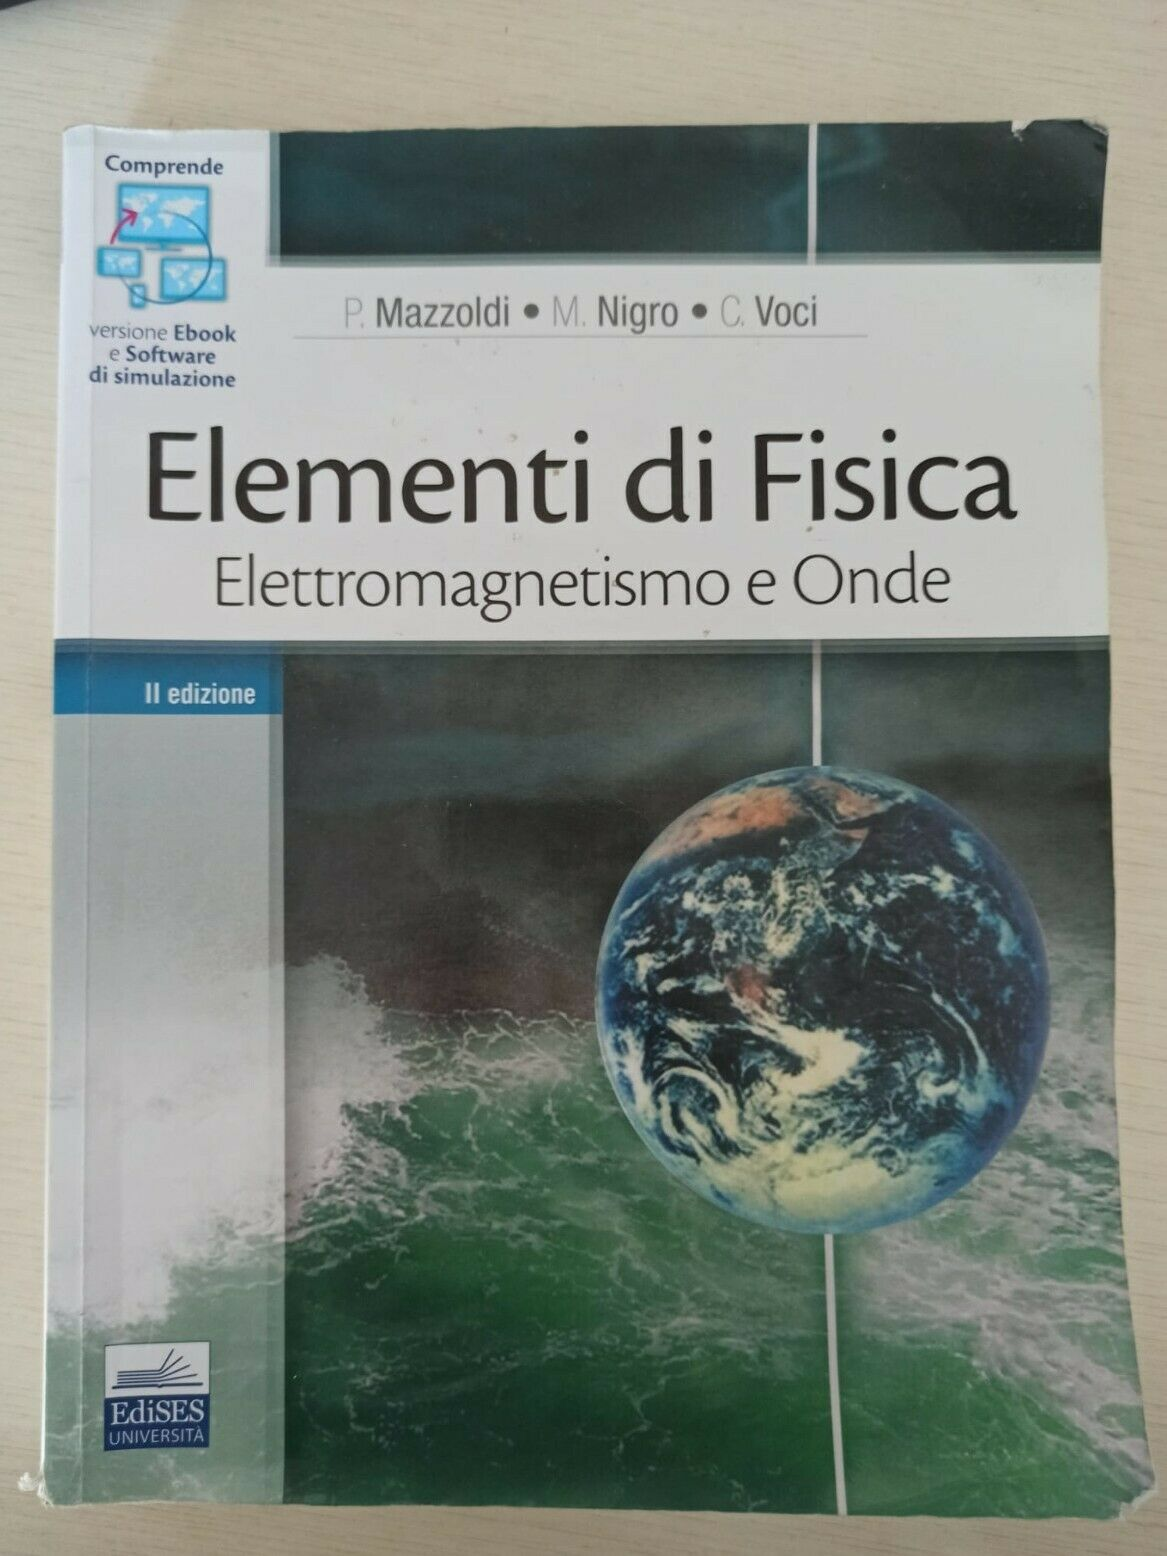 Comprende
versione Ebook
e Software
di simulazione
P. Mazzoldi • M. Nigro • C. Voci
Elementi di Fisica
Elettromagnetismo e Onde
II edizione
EdiSES
UNIVERSITÀ